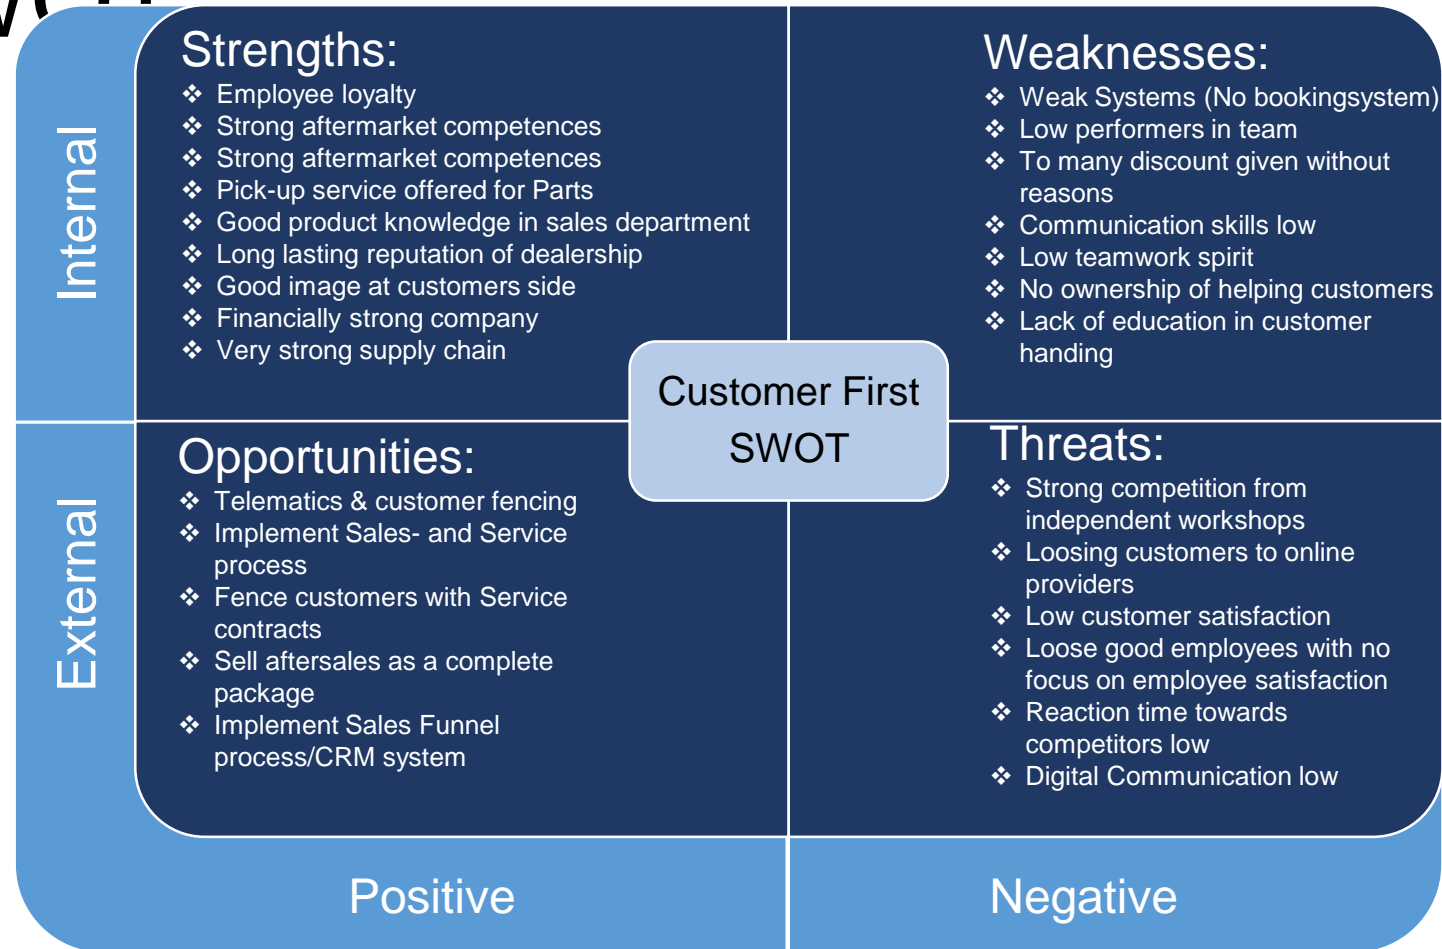 Internal
Strengths:
❖ Employee loyalty
❖ Strong aftermarket competences
❖ Strong aftermarket competences
❖ Pick-up service offered for Parts
❖ Good product knowledge in sales department
❖ Long lasting reputation of dealership
❖ Good image at customers side
❖ Financially strong company
❖ Very strong supply chain
Weaknesses:
❖ Weak Systems (No bookingsystem)
❖ Low performers in team
❖ To many discount given without
reasons
❖ Communication skills low
❖ Low teamwork spirit
❖ No ownership of helping customers
❖ Lack of education in customer
handing
Customer First
SWOT
External
Opportunities:
❖ Telematics & customer fencing
❖ Implement Sales- and Service
process
❖ Fence customers with Service
contracts
❖ Sell aftersales as a complete
package
❖ Implement Sales Funnel
process/CRM system
Threats:
❖ Strong competition from
independent workshops
❖ Loosing customers to online
providers
❖ Low customer satisfaction
❖ Loose good employees with no
focus on employee satisfaction
❖ Reaction time towards
competitors low
❖ Digital Communication low
Positive
Negative